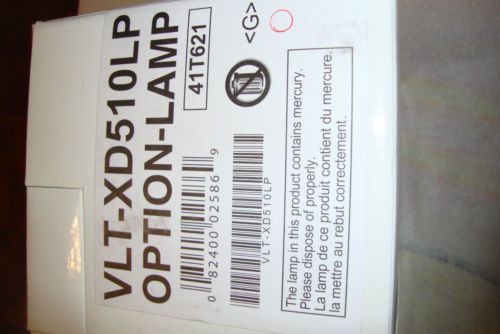 VLT-XD510LP
OPTION-LAMP
41T621
<G>
0 82400 02586 9
VLT-XD510LP
The lamp in this product contains mercury.
Please dispose of properly.
La lampe de ce produit contient du mercure.
la mettre au rebut correctement.